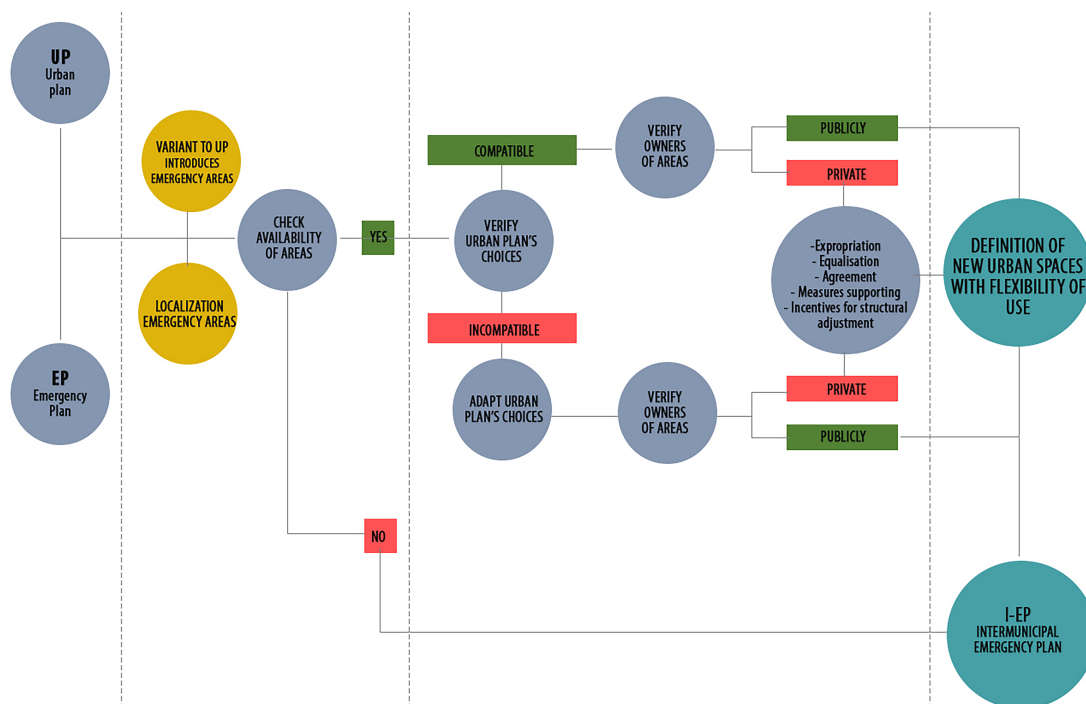 UP
Urban
plan
EP
Emergency
Plan
VARIANT TO UP
INTRODUCES
EMERGENCY AREAS
LOCALIZATION
EMERGENCY AREAS
CHECK
AVAILABILITY
OF AREAS
YES
NO
COMPATIBLE
VERIFY
URBAN PLAN'S
CHOICES
INCOMPATIBLE
ADAPT URBAN
PLAN'S CHOICES
VERIFY
OWNERS
OF AREAS
VERIFY
OWNERS
OF AREAS
PUBLICLY
PRIVATE
-Expropriation
- Equalisation
- Agreement
- Measures supporting
- Incentives for structural
adjustment
PRIVATE
PUBLICLY
DEFINITION OF
NEW URBAN SPACES
WITH FLEXIBILITY OF
USE
I-EP
INTERMUNICIPAL
EMERGENCY PLAN